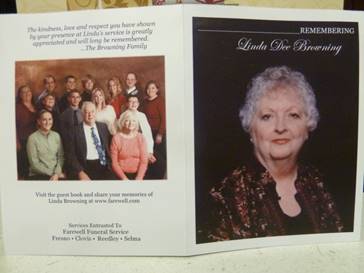 The kindness, love and respect you have shown
by your presence at Linda's service is greatly
appreciated and will long be remembered.
...The Browning Family
Visit the guest book and share your memories of
Linda Browning at www.farewell.com
Services Entrusted To
Farewell Funeral Service
Fresno • Clovis • Reedley • Selma
REMEMBERING
Linda Dee Browning